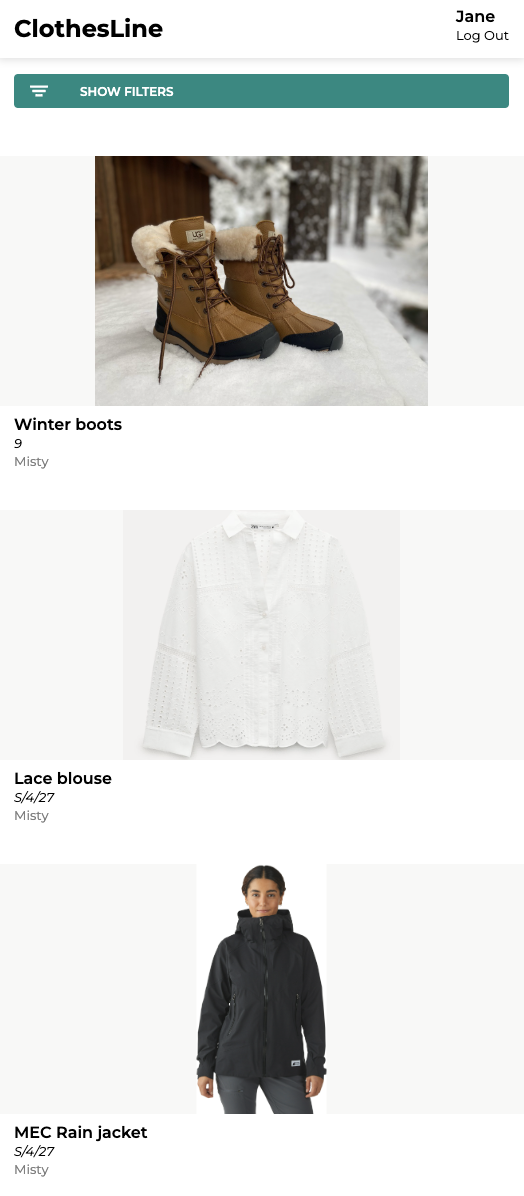 ClothesLine
Jane
Log Out
SHOW FILTERS
UGG
Winter boots
9
Misty
Lace blouse
S/4/27
Misty
MEC Rain jacket
S/4/27
Misty